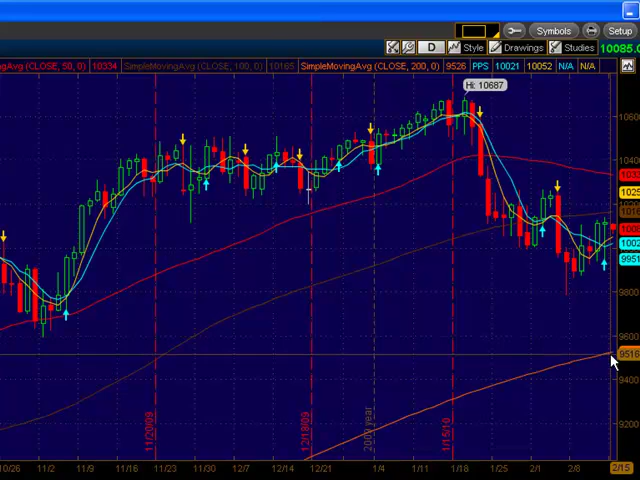 Symbols
Setup
D
Style
Drawings
Studies
10085.0
ngAvg (CLOSE, 50, 0)
10334
SimpleMovingAvg (CLOSE, 100, 0)
10165
SimpleMovingAvg (CLOSE, 200, 0)
9526
PPS
10021
10052
N/A
N/A
Hi: 10687
10600
10400
9951
9800
9600
9516
9400
9200
11/20/09
12/18/09
2009 year
1/15/10
10/26
11/2
11/9
11/16
11/23
11/30
12/7
12/14
12/21
1/4
1/11
1/18
1/25
2/1
2/8
2/15